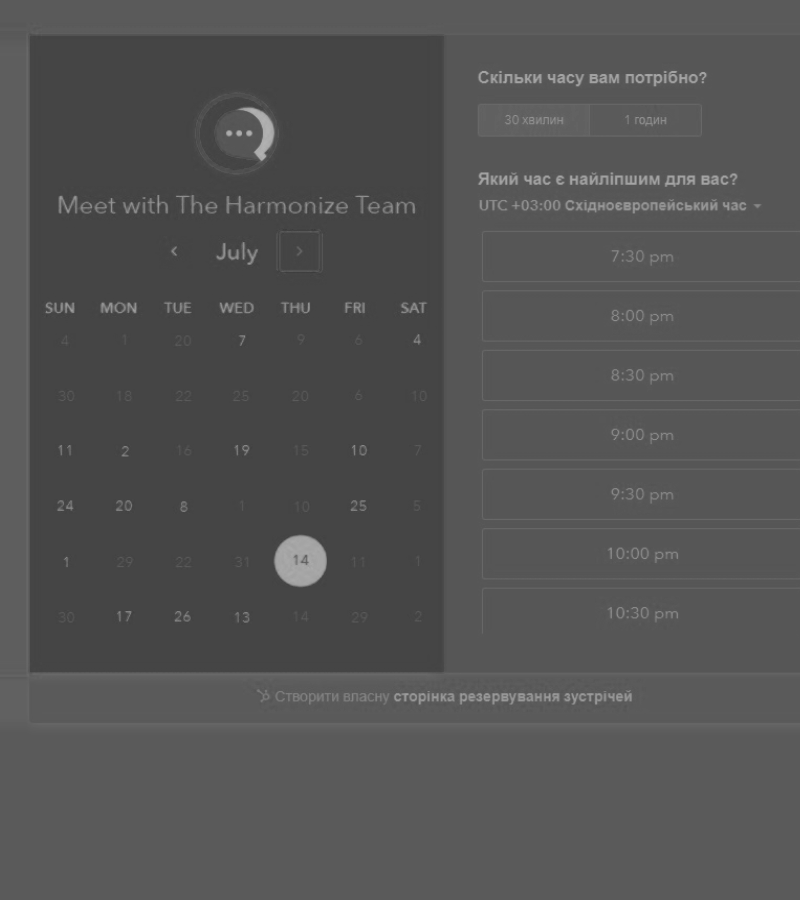 Meet with The Harmonize Team
July
SUN MON TUE WED THU FRI SAT
4 1 20 7 9 6 4
30 18 22 25 20 6 10
11 2 16 19 15 10 7
24 20 8 1 10 25 5
1 29 22 31 14 11 1
30 17 26 13 14 29 2
Скільки часу вам потрібно?
30 хвилин 1 годин
Який час є найліпшим для вас?
UTC +03:00 Східноєвропейський час
7:30 pm
8:00 pm
8:30 pm
9:00 pm
9:30 pm
10:00 pm
10:30 pm
Створити власну сторінка резервування зустрічей